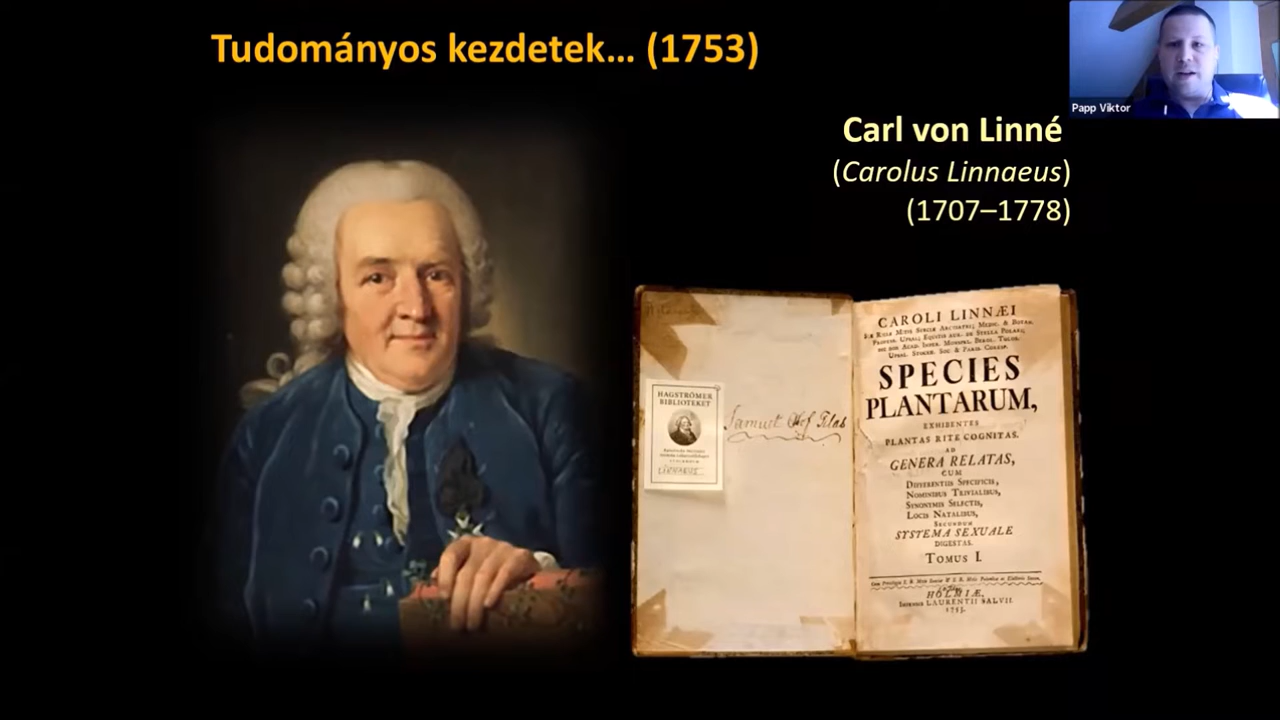 Tudományos kezdetek... (1753)
Papp Viktor
Carl von Linné
(Carolus Linnaeus)
(1707–1778)
HAGSTRÖMER
BIBLIOTEKET
Samuel
CAROLI LINNÆI
SPECIES
PLANTARUM,
EXHIBENTES
PLANTAS RITE COGNITAS,
AD
GENERA RELATAS,
CUM
DIFFERENTIIS SPECIFICIS,
NOMINIBUS TRIVIALIBUS,
SYNONYMIS SELECTIS,
LOCIS NATALIBUS,
SECUNDUM
SYSTEMA SEXUALE
DIGESTAS.
TOMUS I.
HOLMIÆ,
LAURENTII SALVII
1753.